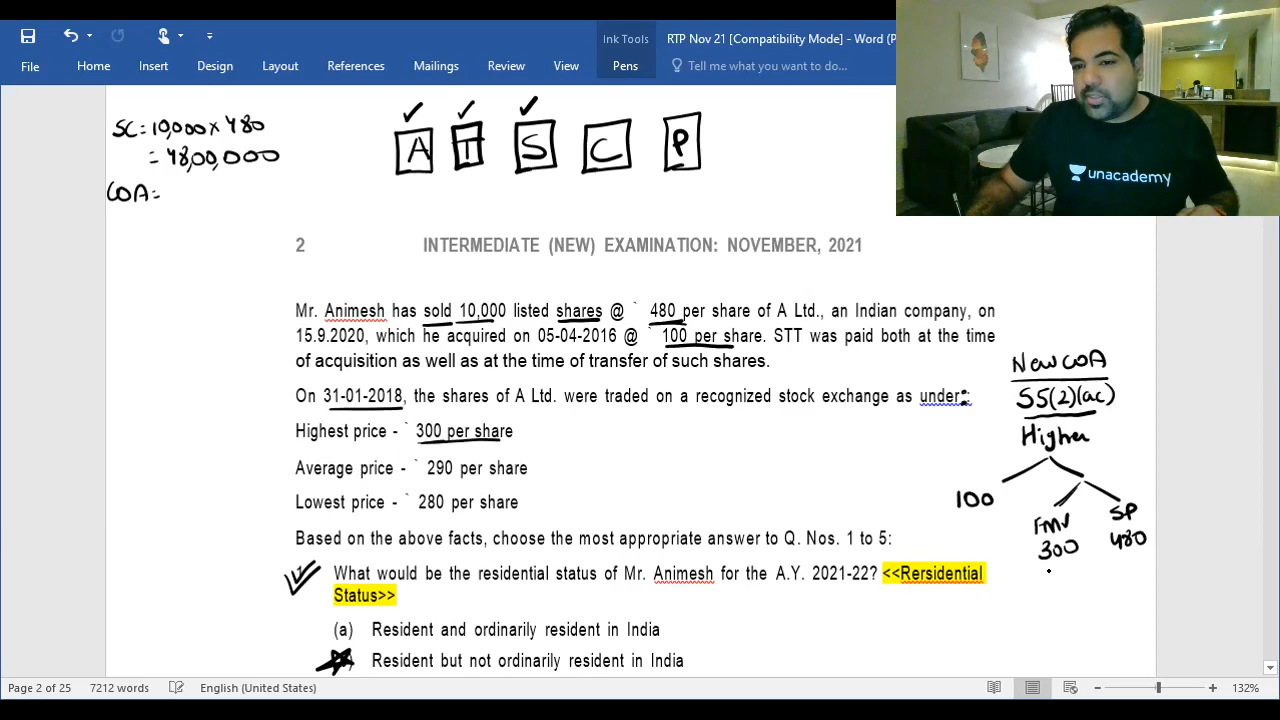 Ink Tools
RTP Nov 21 [Compatibility Mode] - Word (P
File
Home
Insert
Design
Layout
References
Mailings
Review
View
Pens
Tell me what you want to do...
unacademy
SC = 10,000 x 480
= 48,00,000
COA =
A T S C P
2 INTERMEDIATE (NEW) EXAMINATION: NOVEMBER, 2021
Mr. Animesh has sold 10,000 listed shares @ ` 480 per share of A Ltd., an Indian company, on
15.9.2020, which he acquired on 05-04-2016 @ ` 100 per share. STT was paid both at the time
of acquisition as well as at the time of transfer of such shares.
On 31-01-2018, the shares of A Ltd. were traded on a recognized stock exchange as under:
Highest price - ` 300 per share
Average price - ` 290 per share
Lowest price - ` 280 per share
Based on the above facts, choose the most appropriate answer to Q. Nos. 1 to 5:
What would be the residential status of Mr. Animesh for the A.Y. 2021-22? <<Rersidential
Status>>
(a) Resident and ordinarily resident in India
Resident but not ordinarily resident in India
New COA
55(2)(ac)
Higher
100
FMV
300
SP
480
Page 2 of 25
7212 words
English (United States)
132%